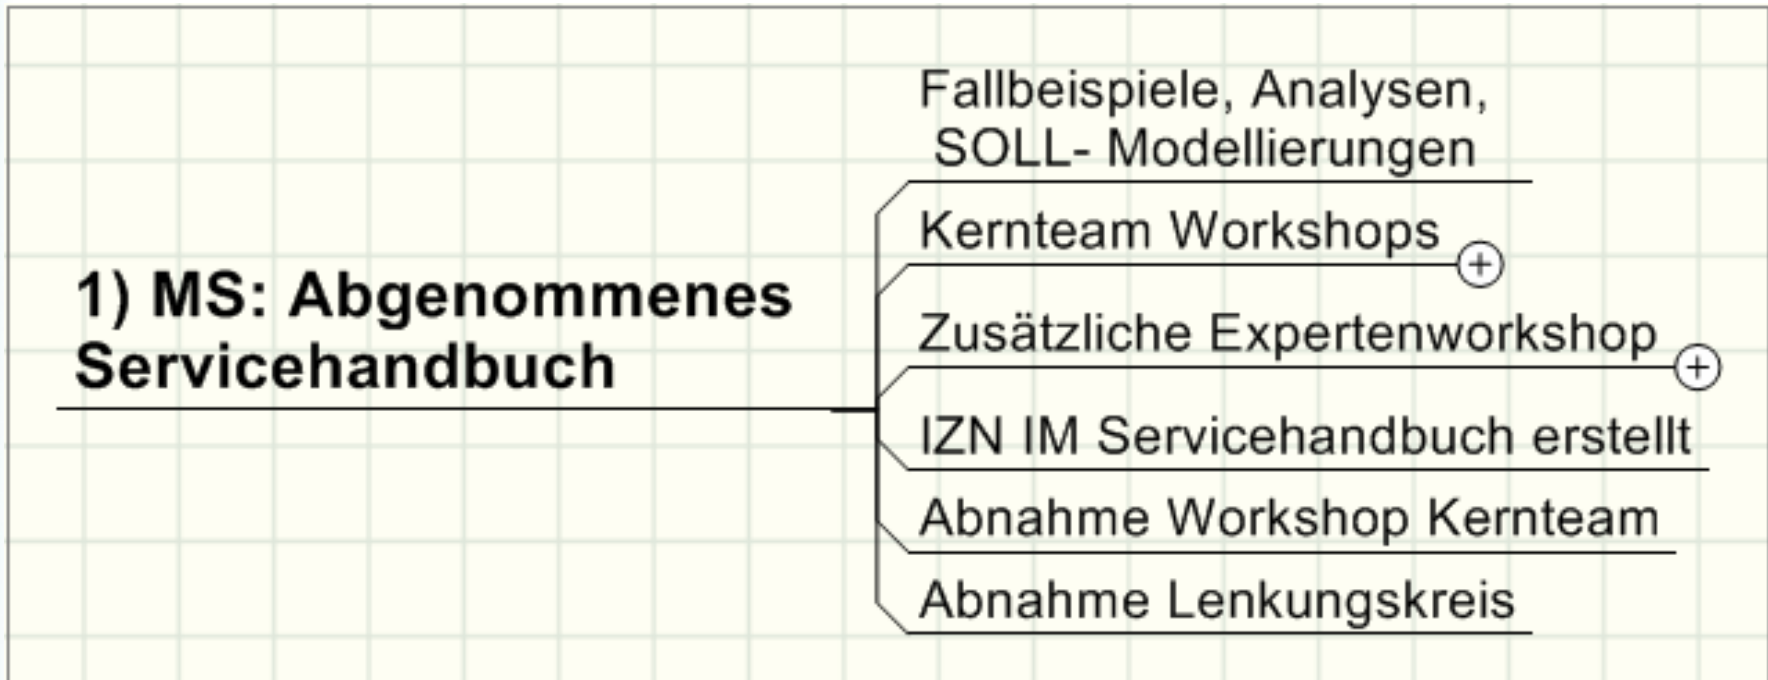 1) MS: Abgenommenes
Servicehandbuch
Fallbeispiele, Analysen,
SOLL- Modellierungen
Kernteam Workshops
Zusätzliche Expertenworkshop
IZN IM Servicehandbuch erstellt
Abnahme Workshop Kernteam
Abnahme Lenkungskreis